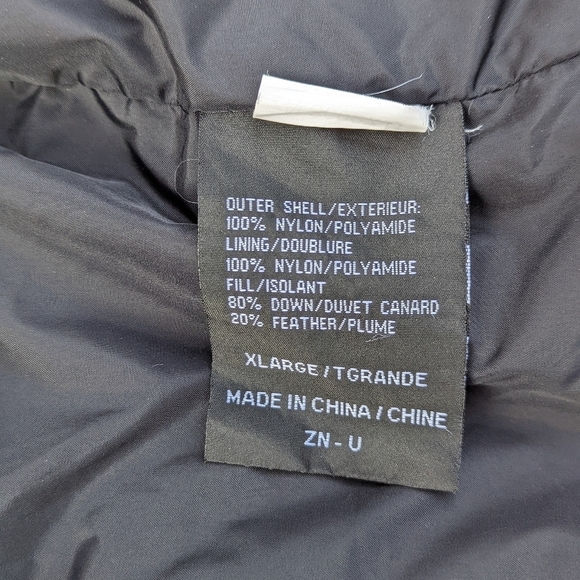 OUTER SHELL/EXTERIEUR:
100% NYLON/POLYAMIDE
LINING/DOUBLURE
100% NYLON/POLYAMIDE
FILL/ISOLANT
80% DOWN/DUVET CANARD
20% FEATHER/PLUME
XLARGE/TGRANDE
MADE IN CHINA/CHINE
ZN-U